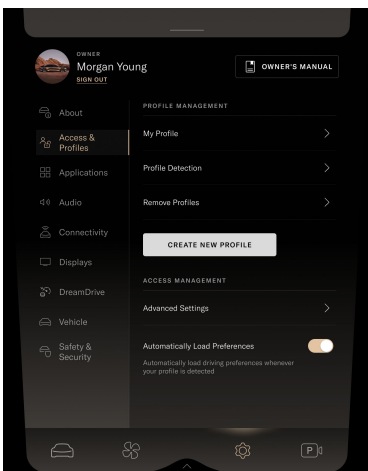 OWNER
Morgan Young
SIGN OUT
OWNER'S MANUAL
About
Access &
Profiles
Applications
Audio
Connectivity
Displays
DreamDrive
Vehicle
Safety &
Security
PROFILE MANAGEMENT
My Profile
Profile Detection
Remove Profiles
CREATE NEW PROFILE
ACCESS MANAGEMENT
Advanced Settings
Automatically Load Preferences
Automatically load driving preferences whenever
your profile is detected
P